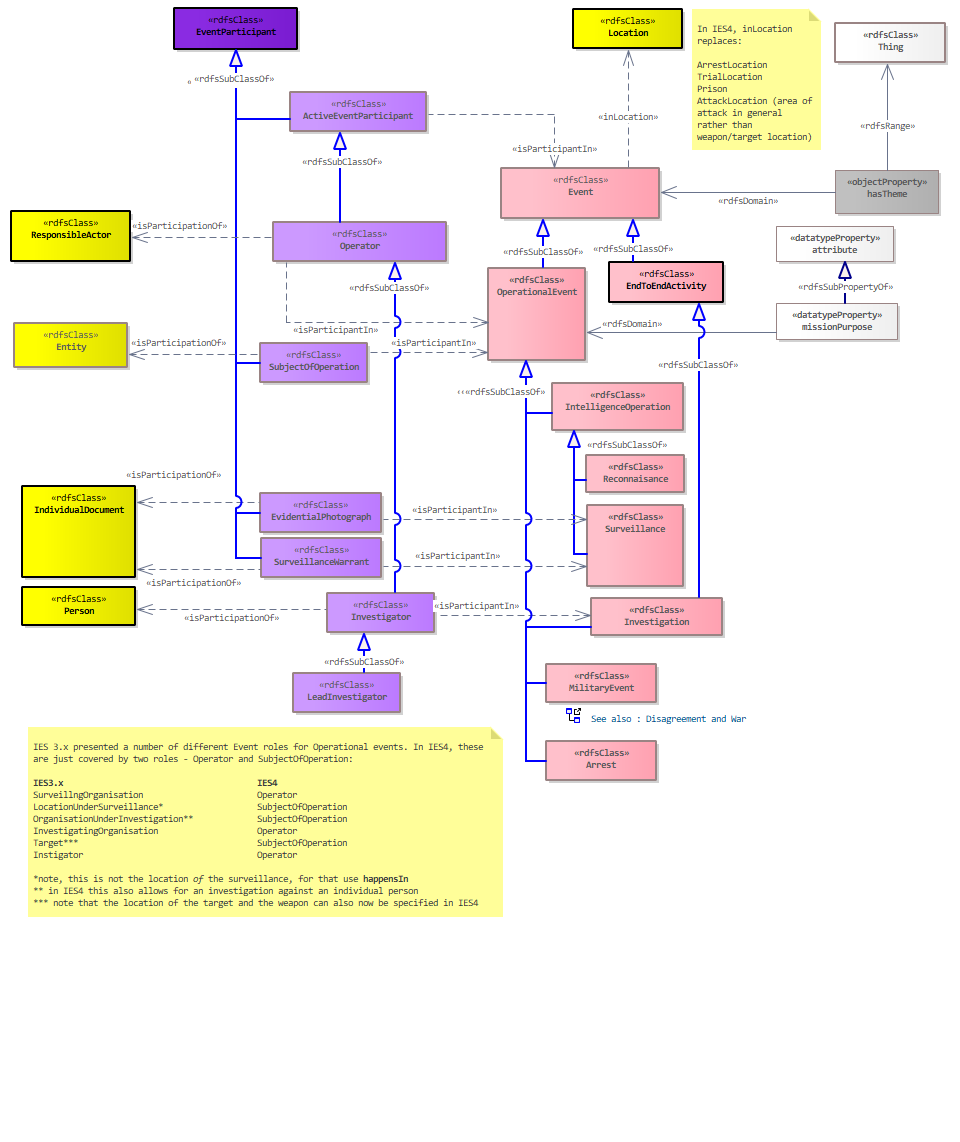 «rdfsClass»
EventParticipant
«rdfsClass»
Location
In IES4, inLocation
replaces:
ArrestLocation
TrialLocation
Prison
AttackLocation (area of
attack in general
rather than
weapon/target location)
«rdfsClass»
Thing
«rdfsSubClassOf»
«rdfsClass»
ActiveEventParticipant
«inLocation»
«rdfsRange»
«isParticipantIn»
«rdfsSubClassOf»
«rdfsClass»
Event
«objectProperty»
hasTheme
«rdfsDomain»
«rdfsClass»
ResponsibleActor
«isParticipationOf»
«rdfsClass»
Operator
«rdfsSubClassOf»
«rdfsSubClassOf»
«datatypeProperty»
attribute
«rdfsSubClassOf»
«rdfsClass»
OperationalEvent
«rdfsClass»
EndToEndActivity
«rdfsSubPropertyOf»
«datatypeProperty»
missionPurpose
«rdfsClass»
Entity
«isParticipationOf»
«isParticipantIn»
«isParticipantIn»
«rdfsDomain»
«rdfsClass»
SubjectOfOperation
«rdfsSubClassOf»
«rdfsSubClassOf»
«rdfsClass»
IntelligenceOperation
«rdfsSubClassOf»
«rdfsClass»
Reconnaisance
«isParticipationOf»
«rdfsClass»
IndividualDocument
«rdfsClass»
EvidentialPhotograph
«isParticipantIn»
«rdfsClass»
Surveillance
«rdfsClass»
SurveillanceWarrant
«isParticipantIn»
«isParticipationOf»
«rdfsClass»
Person
«isParticipationOf»
«rdfsClass»
Investigator
«isParticipantIn»
«rdfsClass»
Investigation
«rdfsSubClassOf»
«rdfsClass»
LeadInvestigator
«rdfsClass»
MilitaryEvent
See also : Disagreement and War
«rdfsClass»
Arrest
IES 3.x presented a number of different Event roles for Operational events. In IES4, these
are just covered by two roles - Operator and SubjectOfOperation:
IES3.x IES4
SurveillngOrganisation Operator
LocationUnderSurveillance* SubjectOfOperation
OrganisationUnderInvestigation** SubjectOfOperation
InvestigatingOrganisation Operator
Target*** SubjectOfOperation
Instigator Operator
*note, this is not the location of the surveillance, for that use happensIn
** in IES4 this also allows for an investigation against an individual person
*** note that the location of the target and the weapon can also now be specified in IES4